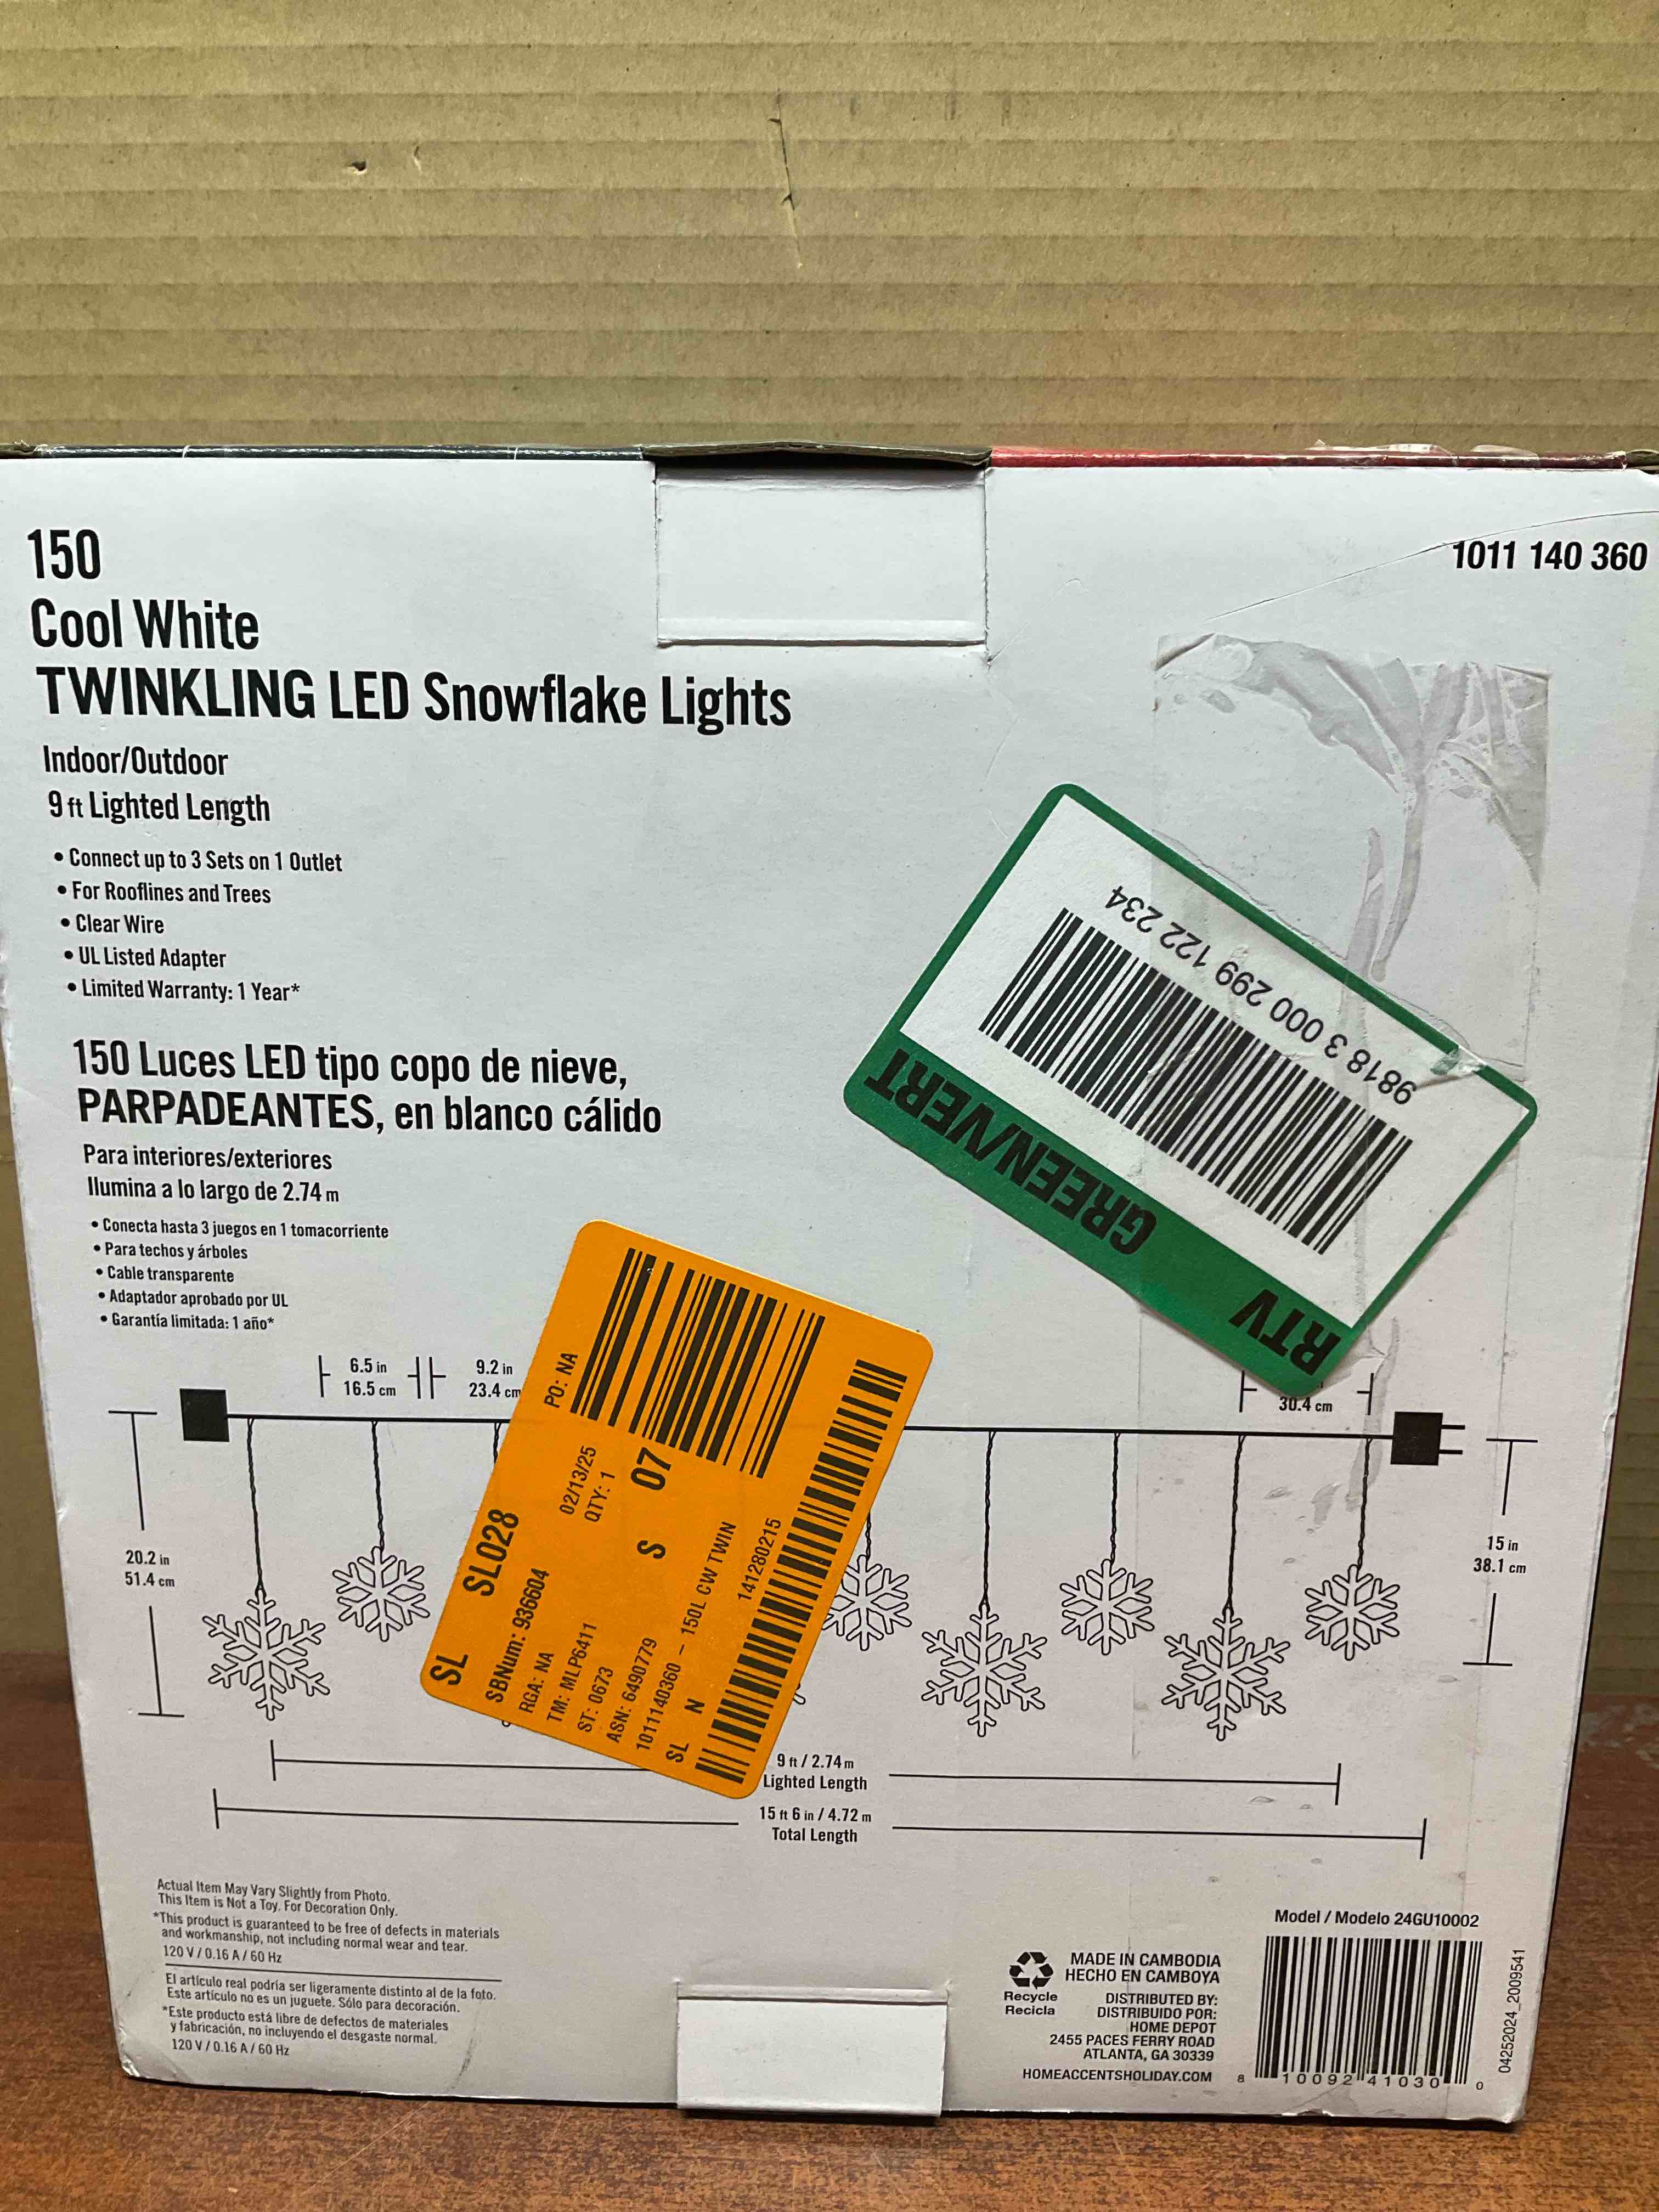 150
Cool White
TWINKLING LED Snowflake Lights
1011 140 360
Indoor/Outdoor
9 ft Lighted Length
• Connect up to 3 Sets on 1 Outlet
• For Rooflines and Trees
• Clear Wire
• UL Listed Adapter
• Limited Warranty: 1 Year*
150 Luces LED tipo copo de nieve,
PARPADEANTES, en blanco cálido
Para interiores/exteriores
Ilumina a lo largo de 2.74 m
• Conecta hasta 3 juegos en 1 tomacorriente
• Para techos y árboles
• Cable transparente
• Adaptador aprobado por UL
• Garantía limitada: 1 año*
RTV GREEN/VERT
9818 3 000 299 122 234
6.5 in
16.5 cm
9.2 in
23.4 cm
30.4 cm
20.2 in
51.4 cm
15 in
38.1 cm
SL SL028
PO: NA
SBNum: 936604
02/13/25
RGA: NA
QTY: 1
TM: MLP6411
ST: 0673
S 07
ASN: 6490779
1011140360 – 150L CW TWIN
SL N
141280215
9 ft / 2.74 m
Lighted Length
15 ft 6 in / 4.72 m
Total Length
Actual Item May Vary Slightly from Photo.
This Item is Not a Toy. For Decoration Only.
*This product is guaranteed to be free of defects in materials
and workmanship, not including normal wear and tear.
120 V / 0.16 A / 60 Hz
El artículo real podría ser ligeramente distinto al de la foto.
Este artículo no es un juguete. Sólo para decoración.
*Este producto está libre de defectos de materiales
y fabricación, no incluyendo el desgaste normal.
120 V / 0.16 A / 60 Hz
Recycle
Recicla
MADE IN CAMBODIA
HECHO EN CAMBOYA
DISTRIBUTED BY:
DISTRIBUIDO POR:
HOME DEPOT
2455 PACES FERRY ROAD
ATLANTA, GA 30339
HOMEACCENTSHOLIDAY.COM
Model / Modelo 24GU10002
8 10092 41030 0
04252024_2009541